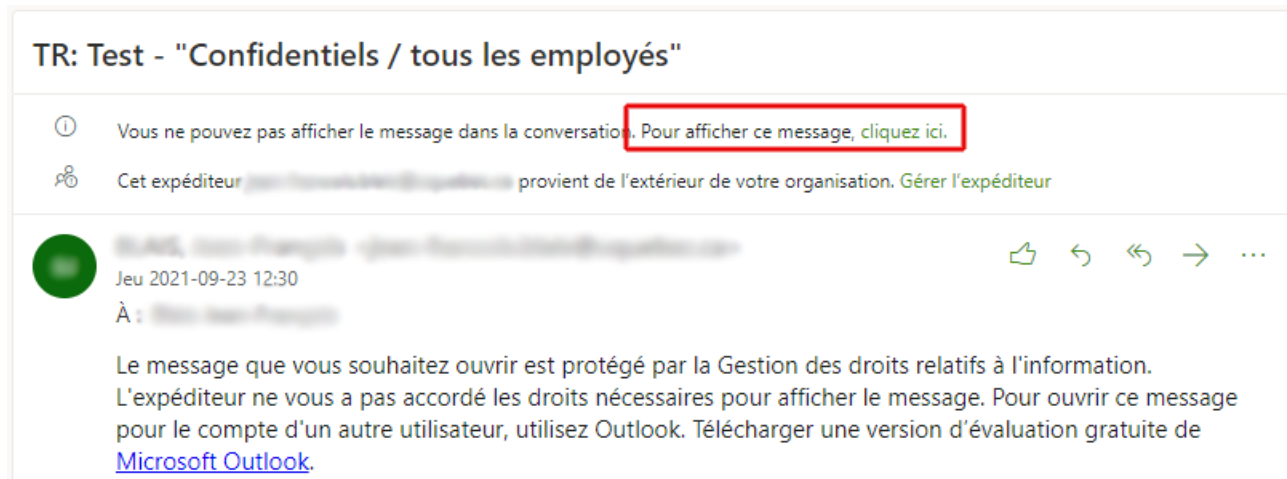 TR: Test - "Confidentiels / tous les employés"
Vous ne pouvez pas afficher le message dans la conversation. Pour afficher ce message, cliquez ici.
Cet expéditeur provient de l'extérieur de votre organisation. Gérer l'expéditeur
Jeu 2021-09-23 12:30
À :
Le message que vous souhaitez ouvrir est protégé par la Gestion des droits relatifs à l'information.
L'expéditeur ne vous a pas accordé les droits nécessaires pour afficher le message. Pour ouvrir ce message
pour le compte d'un autre utilisateur, utilisez Outlook. Télécharger une version d’évaluation gratuite de
Microsoft Outlook.